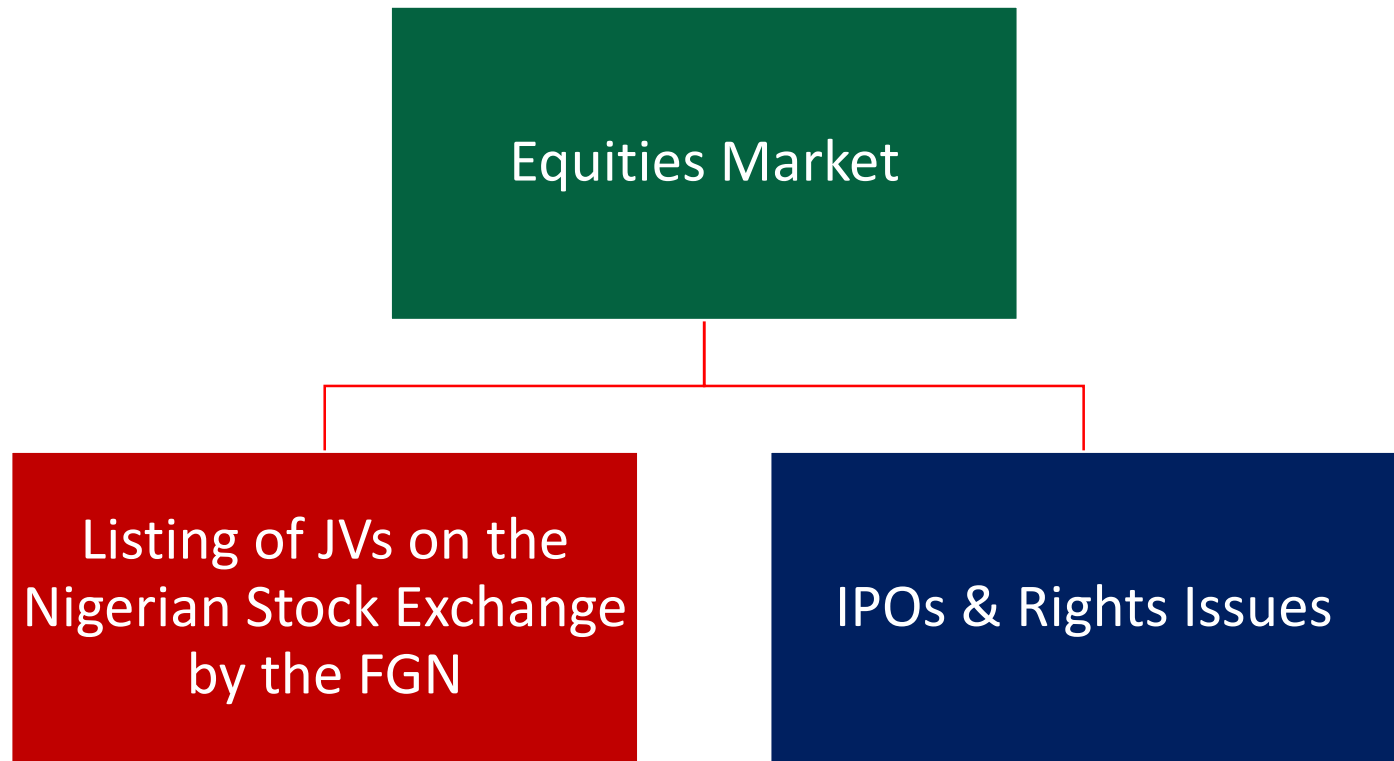 Equities Market
Listing of JVs on the
Nigerian Stock Exchange
by the FGN
IPOs & Rights Issues